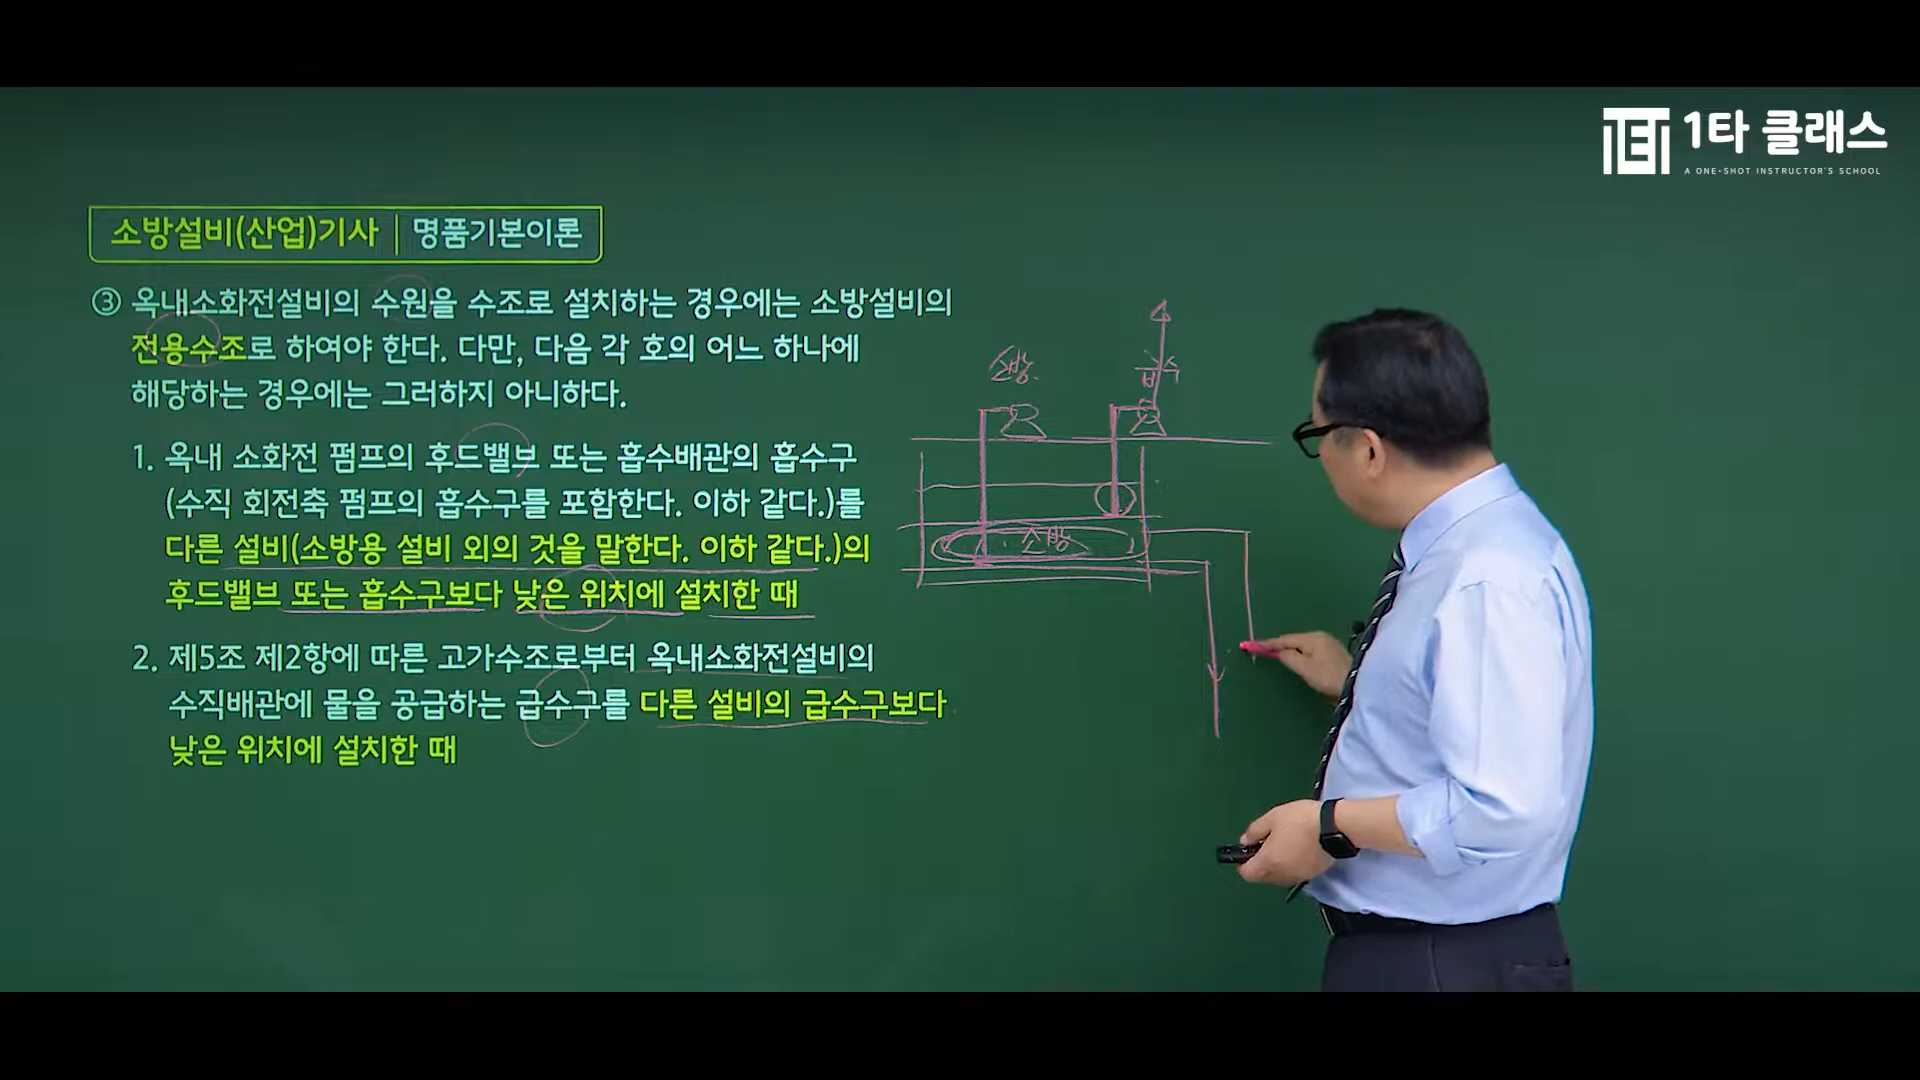 1타 클래스
A ONE-SHOT INSTRUCTOR'S SCHOOL
소방설비(산업)기사 | 명품기본이론
③ 옥내소화전설비의 수원을 수조로 설치하는 경우에는 소방설비의
전용수조로 하여야 한다. 다만, 다음 각 호의 어느 하나에
해당하는 경우에는 그러하지 아니하다.
1. 옥내 소화전 펌프의 후드밸브 또는 흡수배관의 흡수구
(수직 회전축 펌프의 흡수구를 포함한다. 이하 같다.)를
다른 설비(소방용 설비 외의 것을 말한다. 이하 같다.)의
후드밸브 또는 흡수구보다 낮은 위치에 설치한 때
2. 제5조 제2항에 따른 고가수조로부터 옥내소화전설비의
수직배관에 물을 공급하는 급수구를 다른 설비의 급수구보다
낮은 위치에 설치한 때
소방
소방